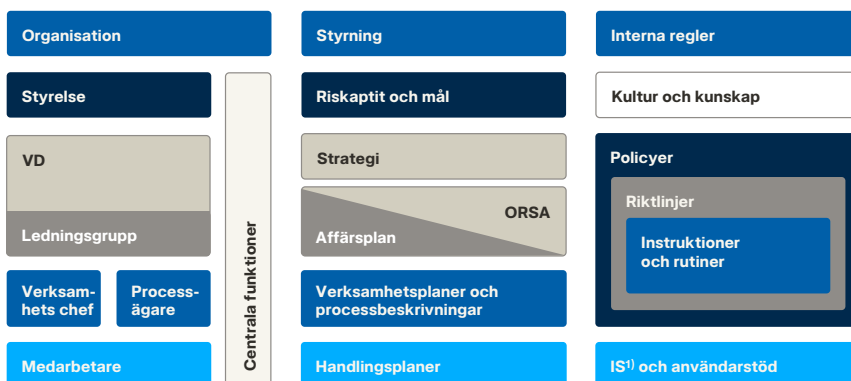 Organisation
Styrelse
VD
Ledningsgrupp
Verksam-
hets chef
Process-
ägare
Medarbetare
Centrala funktioner
Styrning
Riskaptit och mål
Strategi
ORSA
Affärsplan
Verksamhetsplaner och
processbeskrivningar
Handlingsplaner
Interna regler
Kultur och kunskap
Policyer
Riktlinjer
Instruktioner
och rutiner
IS¹⁾ och användarstöd